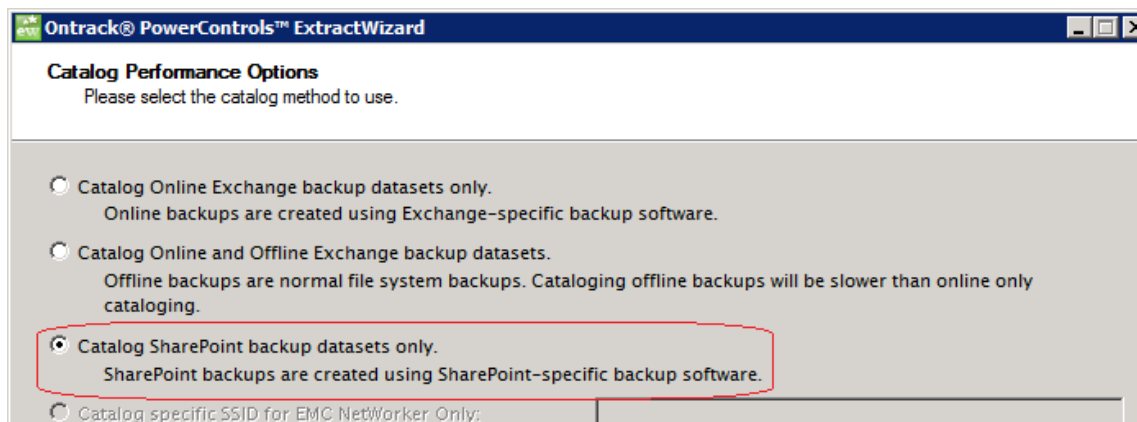 Ontrack® PowerControls™ ExtractWizard
Catalog Performance Options
Please select the catalog method to use.
Catalog Online Exchange backup datasets only.
Online backups are created using Exchange-specific backup software.
Catalog Online and Offline Exchange backup datasets.
Offline backups are normal file system backups. Cataloging offline backups will be slower than online only
cataloging.
Catalog SharePoint backup datasets only.
SharePoint backups are created using SharePoint-specific backup software.
Catalog specific SSID for EMC NetWorker Only: